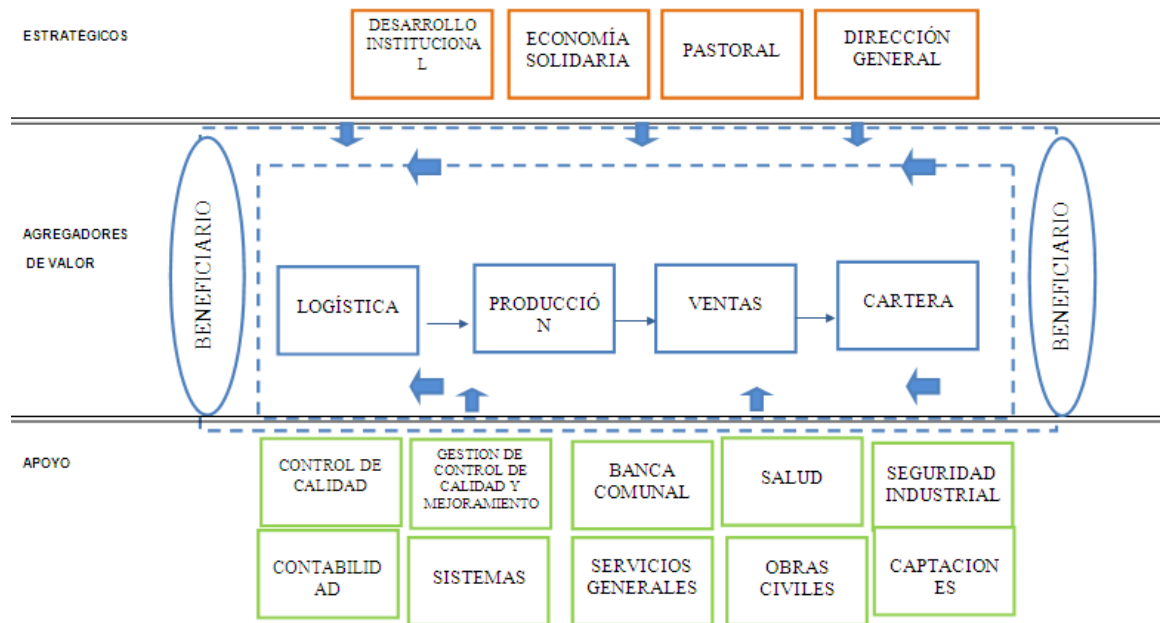 ESTRATÉGICOS
DESARROLLO
INSTITUCIONA
L
ECONOMÍA
SOLIDARIA
PASTORAL
DIRECCIÓN
GENERAL
AGREGADORES
DE VALOR
BENEFICIARIO
LOGÍSTICA
PRODUCCIÓ
N
VENTAS
CARTERA
BENEFICIARIO
APOYO
CONTROL DE
CALIDAD
GESTION DE
CONTROL DE
CALIDAD Y
MEJORAMIENTO
BANCA
COMUNAL
SALUD
SEGURIDAD
INDUSTRIAL
CONTABILID
AD
SISTEMAS
SERVICIOS
GENERALES
OBRAS
CIVILES
CAPTACION
ES